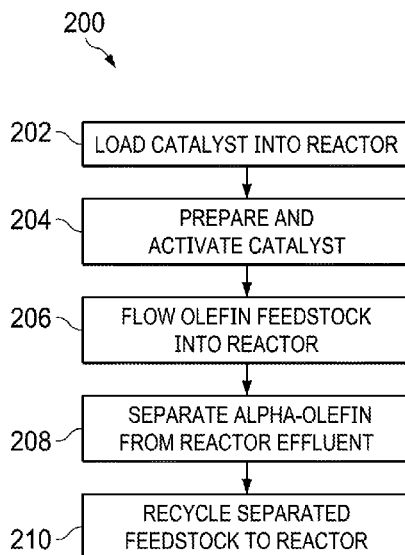 200
202
LOAD CATALYST INTO REACTOR
204
PREPARE AND
ACTIVATE CATALYST
206
FLOW OLEFIN FEEDSTOCK
INTO REACTOR
208
SEPARATE ALPHA-OLEFIN
FROM REACTOR EFFLUENT
210
RECYCLE SEPARATED
FEEDSTOCK TO REACTOR